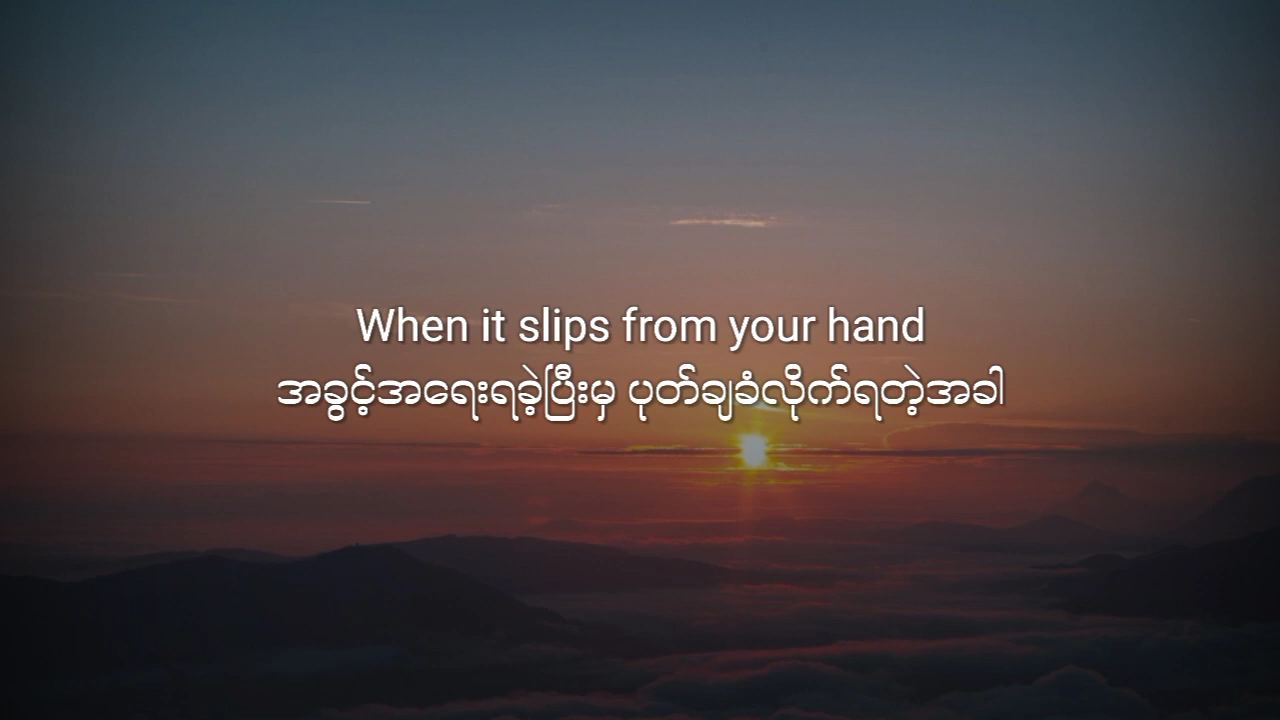 When it slips from your hand
အခွင့်အရေးရခဲ့ပြီးမှ ပုတ်ချခံလိုက်ရတဲ့အခါ